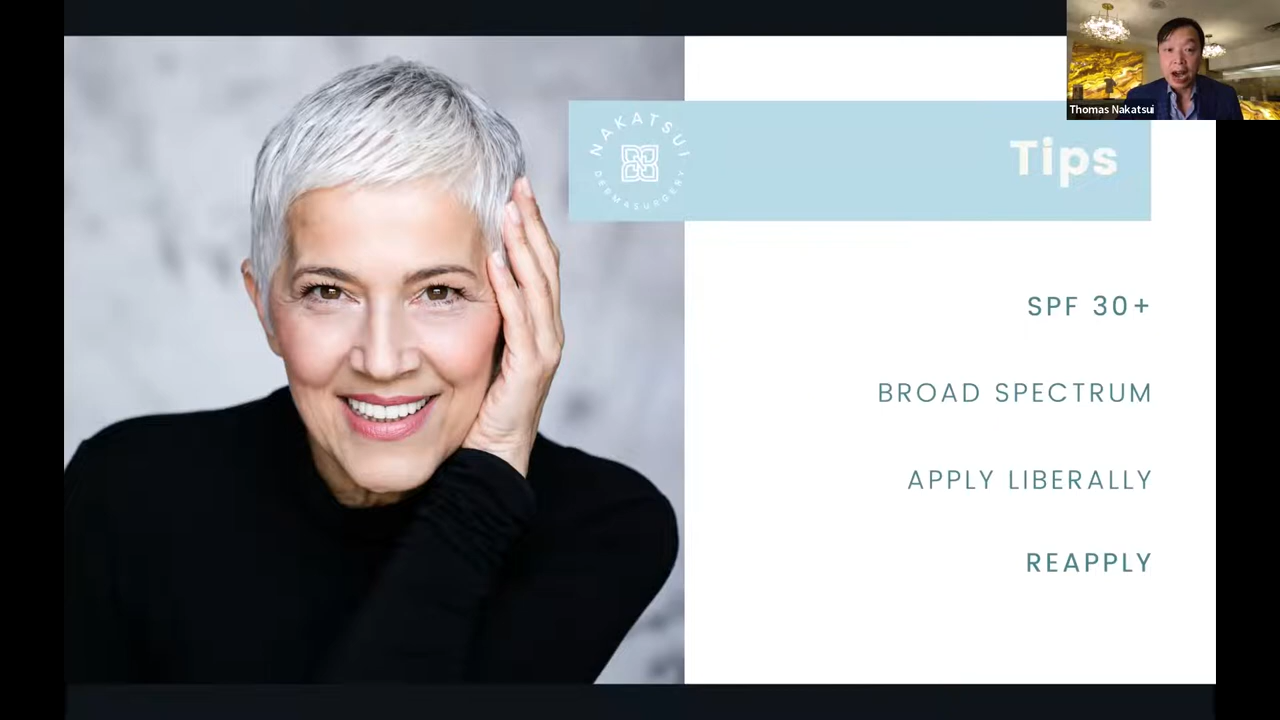 Thomas Nakatsui
NAKATSUI
DERMASURGERY
Tips
SPF 30+
BROAD SPECTRUM
APPLY LIBERALLY
REAPPLY